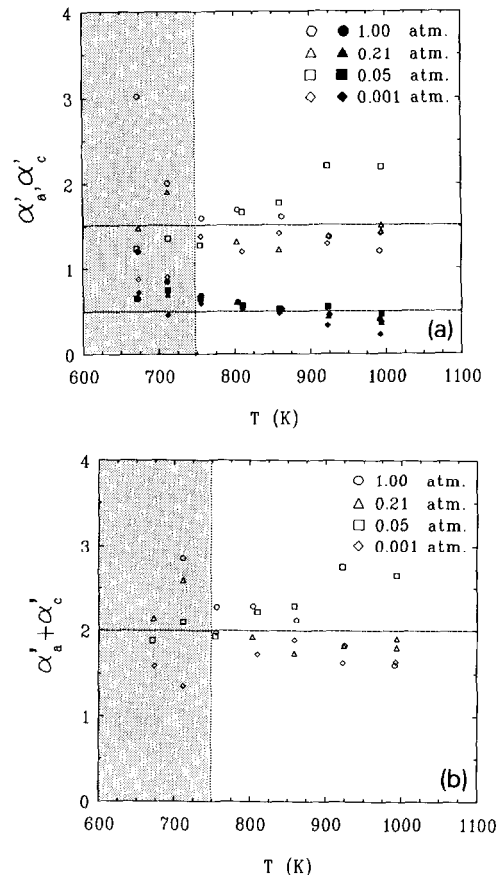 1.00 atm.
0.21 atm.
0.05 atm.
0.001 atm.
4
3
2
1
0
α'a, α'c
(a)
600 700 800 900 1000 1100
T (K)
1.00 atm.
0.21 atm.
0.05 atm.
0.001 atm.
4
3
2
1
0
α'a + α'c
(b)
600 700 800 900 1000 1100
T (K)